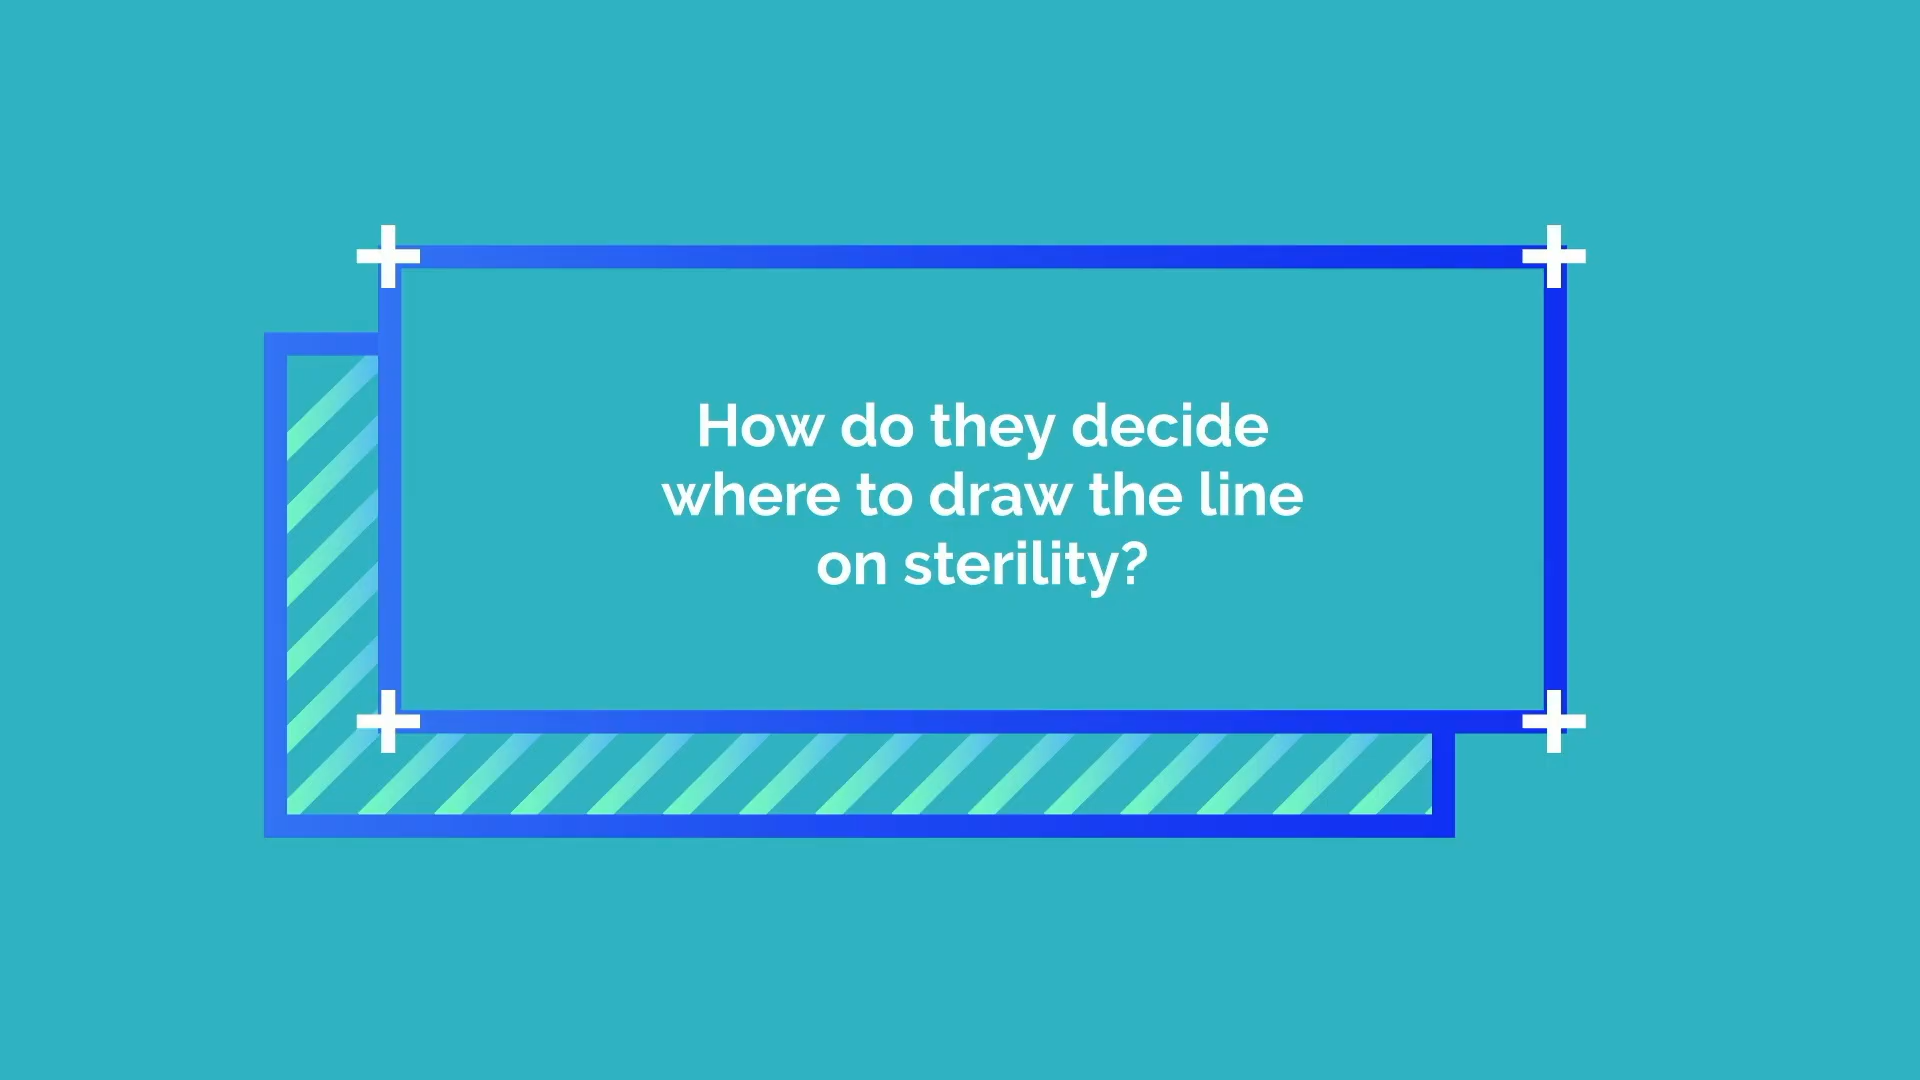 How do they decide
where to draw the line
on sterility?